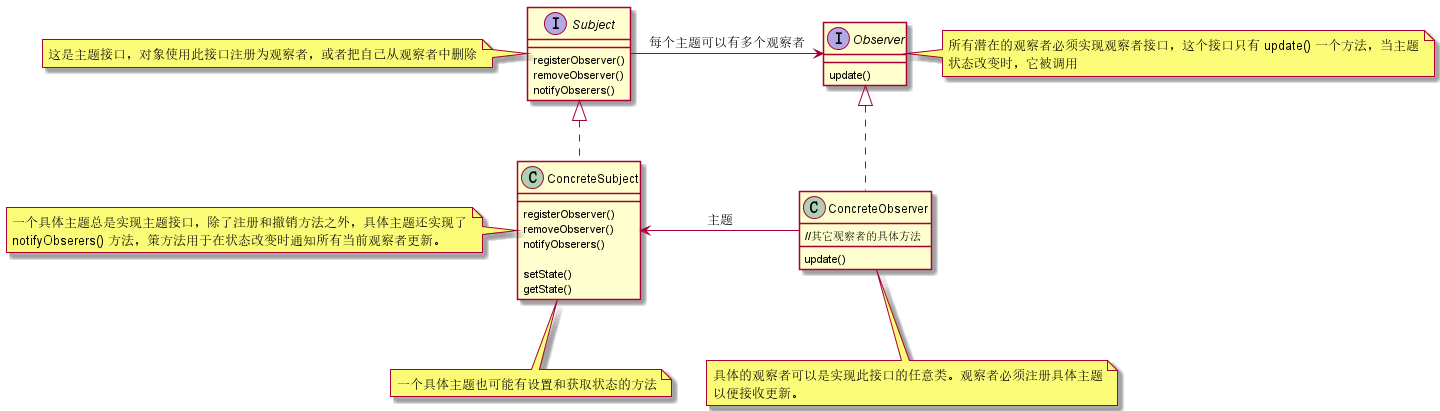 这是主题接口，对象使用此接口注册为观察者，或者把自己从观察者中删除
I Subject
registerObserver()
removeObserver()
notifyObserers()
每个主题可以有多个观察者
I Observer
update()
所有潜在的观察者必须实现观察者接口，这个接口只有 update() 一个方法，当主题
状态改变时，它被调用
一个具体主题总是实现主题接口，除了注册和撤销方法之外，具体主题还实现了
notifyObserers() 方法，策方法用于在状态改变时通知所有当前观察者更新。
C ConcreteSubject
registerObserver()
removeObserver()
notifyObserers()
setState()
getState()
主题
C ConcreteObserver
//其它观察者的具体方法
update()
一个具体主题也可能有设置和获取状态的方法
具体的观察者可以是实现此接口的任意类。观察者必须注册具体主题
以便接收更新。